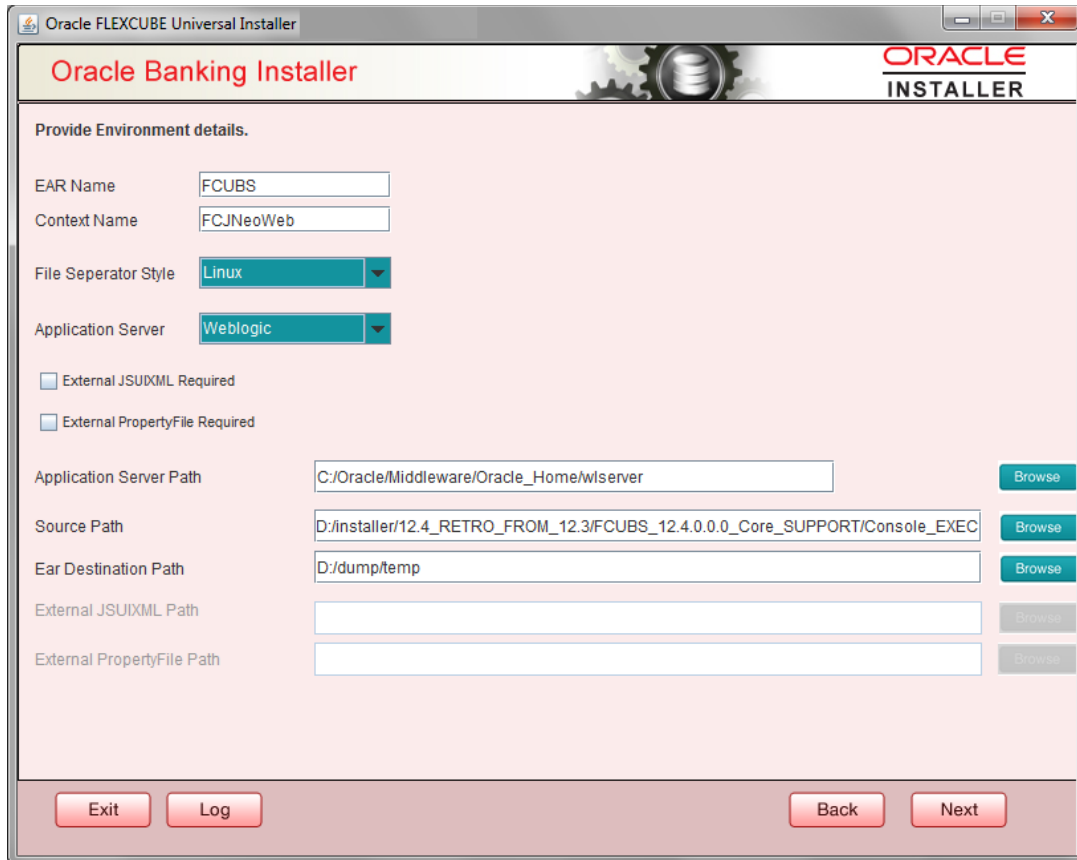 Oracle FLEXCUBE Universal Installer
Oracle Banking Installer
ORACLE
INSTALLER
Provide Environment details.
EAR Name FCUBS
Context Name FCJNeoWeb
File Seperator Style Linux
Application Server Weblogic
External JSUIXML Required
External PropertyFile Required
Application Server Path C:/Oracle/Middleware/Oracle_Home/wlserver Browse
Source Path D:/installer/12.4_RETRO_FROM_12.3/FCUBS_12.4.0.0.0_Core_SUPPORT/Console_EXEC Browse
Ear Destination Path D:/dump/temp Browse
External JSUIXML Path Browse
External PropertyFile Path Browse
Exit Log Back Next